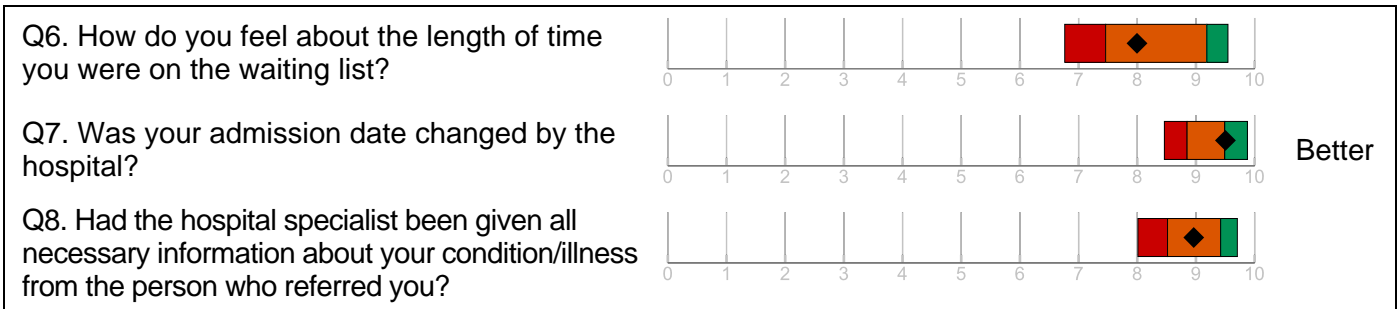 Q6. How do you feel about the length of time
you were on the waiting list?
0 1 2 3 4 5 6 7 8 9 10
Q7. Was your admission date changed by the
hospital?
0 1 2 3 4 5 6 7 8 9 10
Better
Q8. Had the hospital specialist been given all
necessary information about your condition/illness
from the person who referred you?
0 1 2 3 4 5 6 7 8 9 10